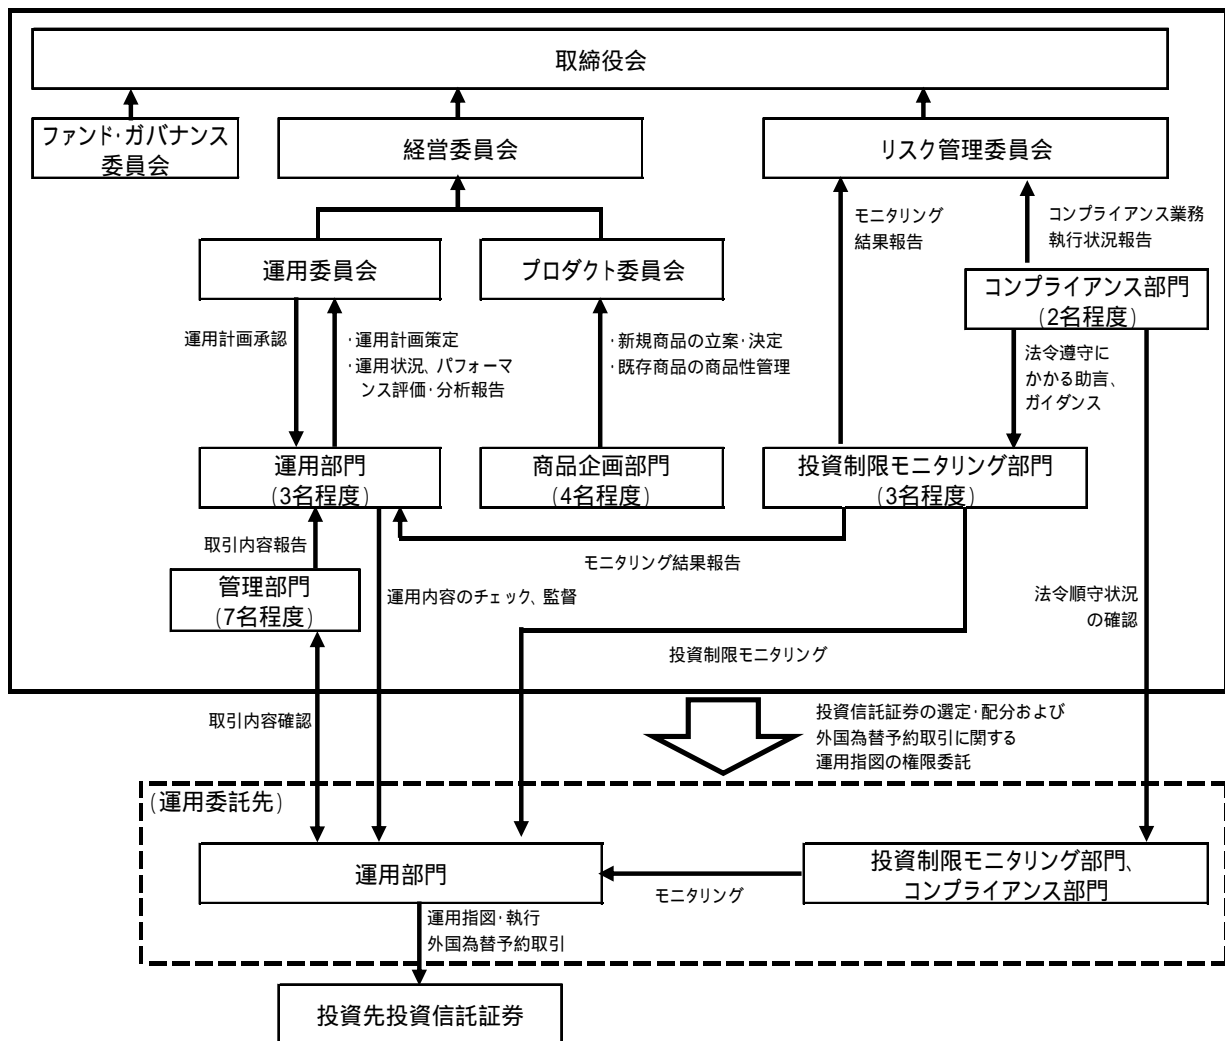 取締役会
ファンド・ガバナンス
委員会
経営委員会
リスク管理委員会
モニタリング
結果報告
コンプライアンス業務
執行状況報告
運用委員会
プロダクト委員会
コンプライアンス部門
(2名程度)
運用計画承認
・運用計画策定
・運用状況、パフォーマ
ンス評価・分析報告
・新規商品の立案・決定
・既存商品の商品性管理
法令遵守に
かかる助言、
ガイダンス
運用部門
(3名程度)
商品企画部門
(4名程度)
投資制限モニタリング部門
(3名程度)
取引内容報告
モニタリング結果報告
管理部門
(7名程度)
運用内容のチェック、監督
法令順守状況
の確認
投資制限モニタリング
取引内容確認
投資信託証券の選定・配分および
外国為替予約取引に関する
運用指図の権限委託
(運用委託先)
運用部門
モニタリング
投資制限モニタリング部門、
コンプライアンス部門
運用指図・執行
外国為替予約取引
投資先投資信託証券